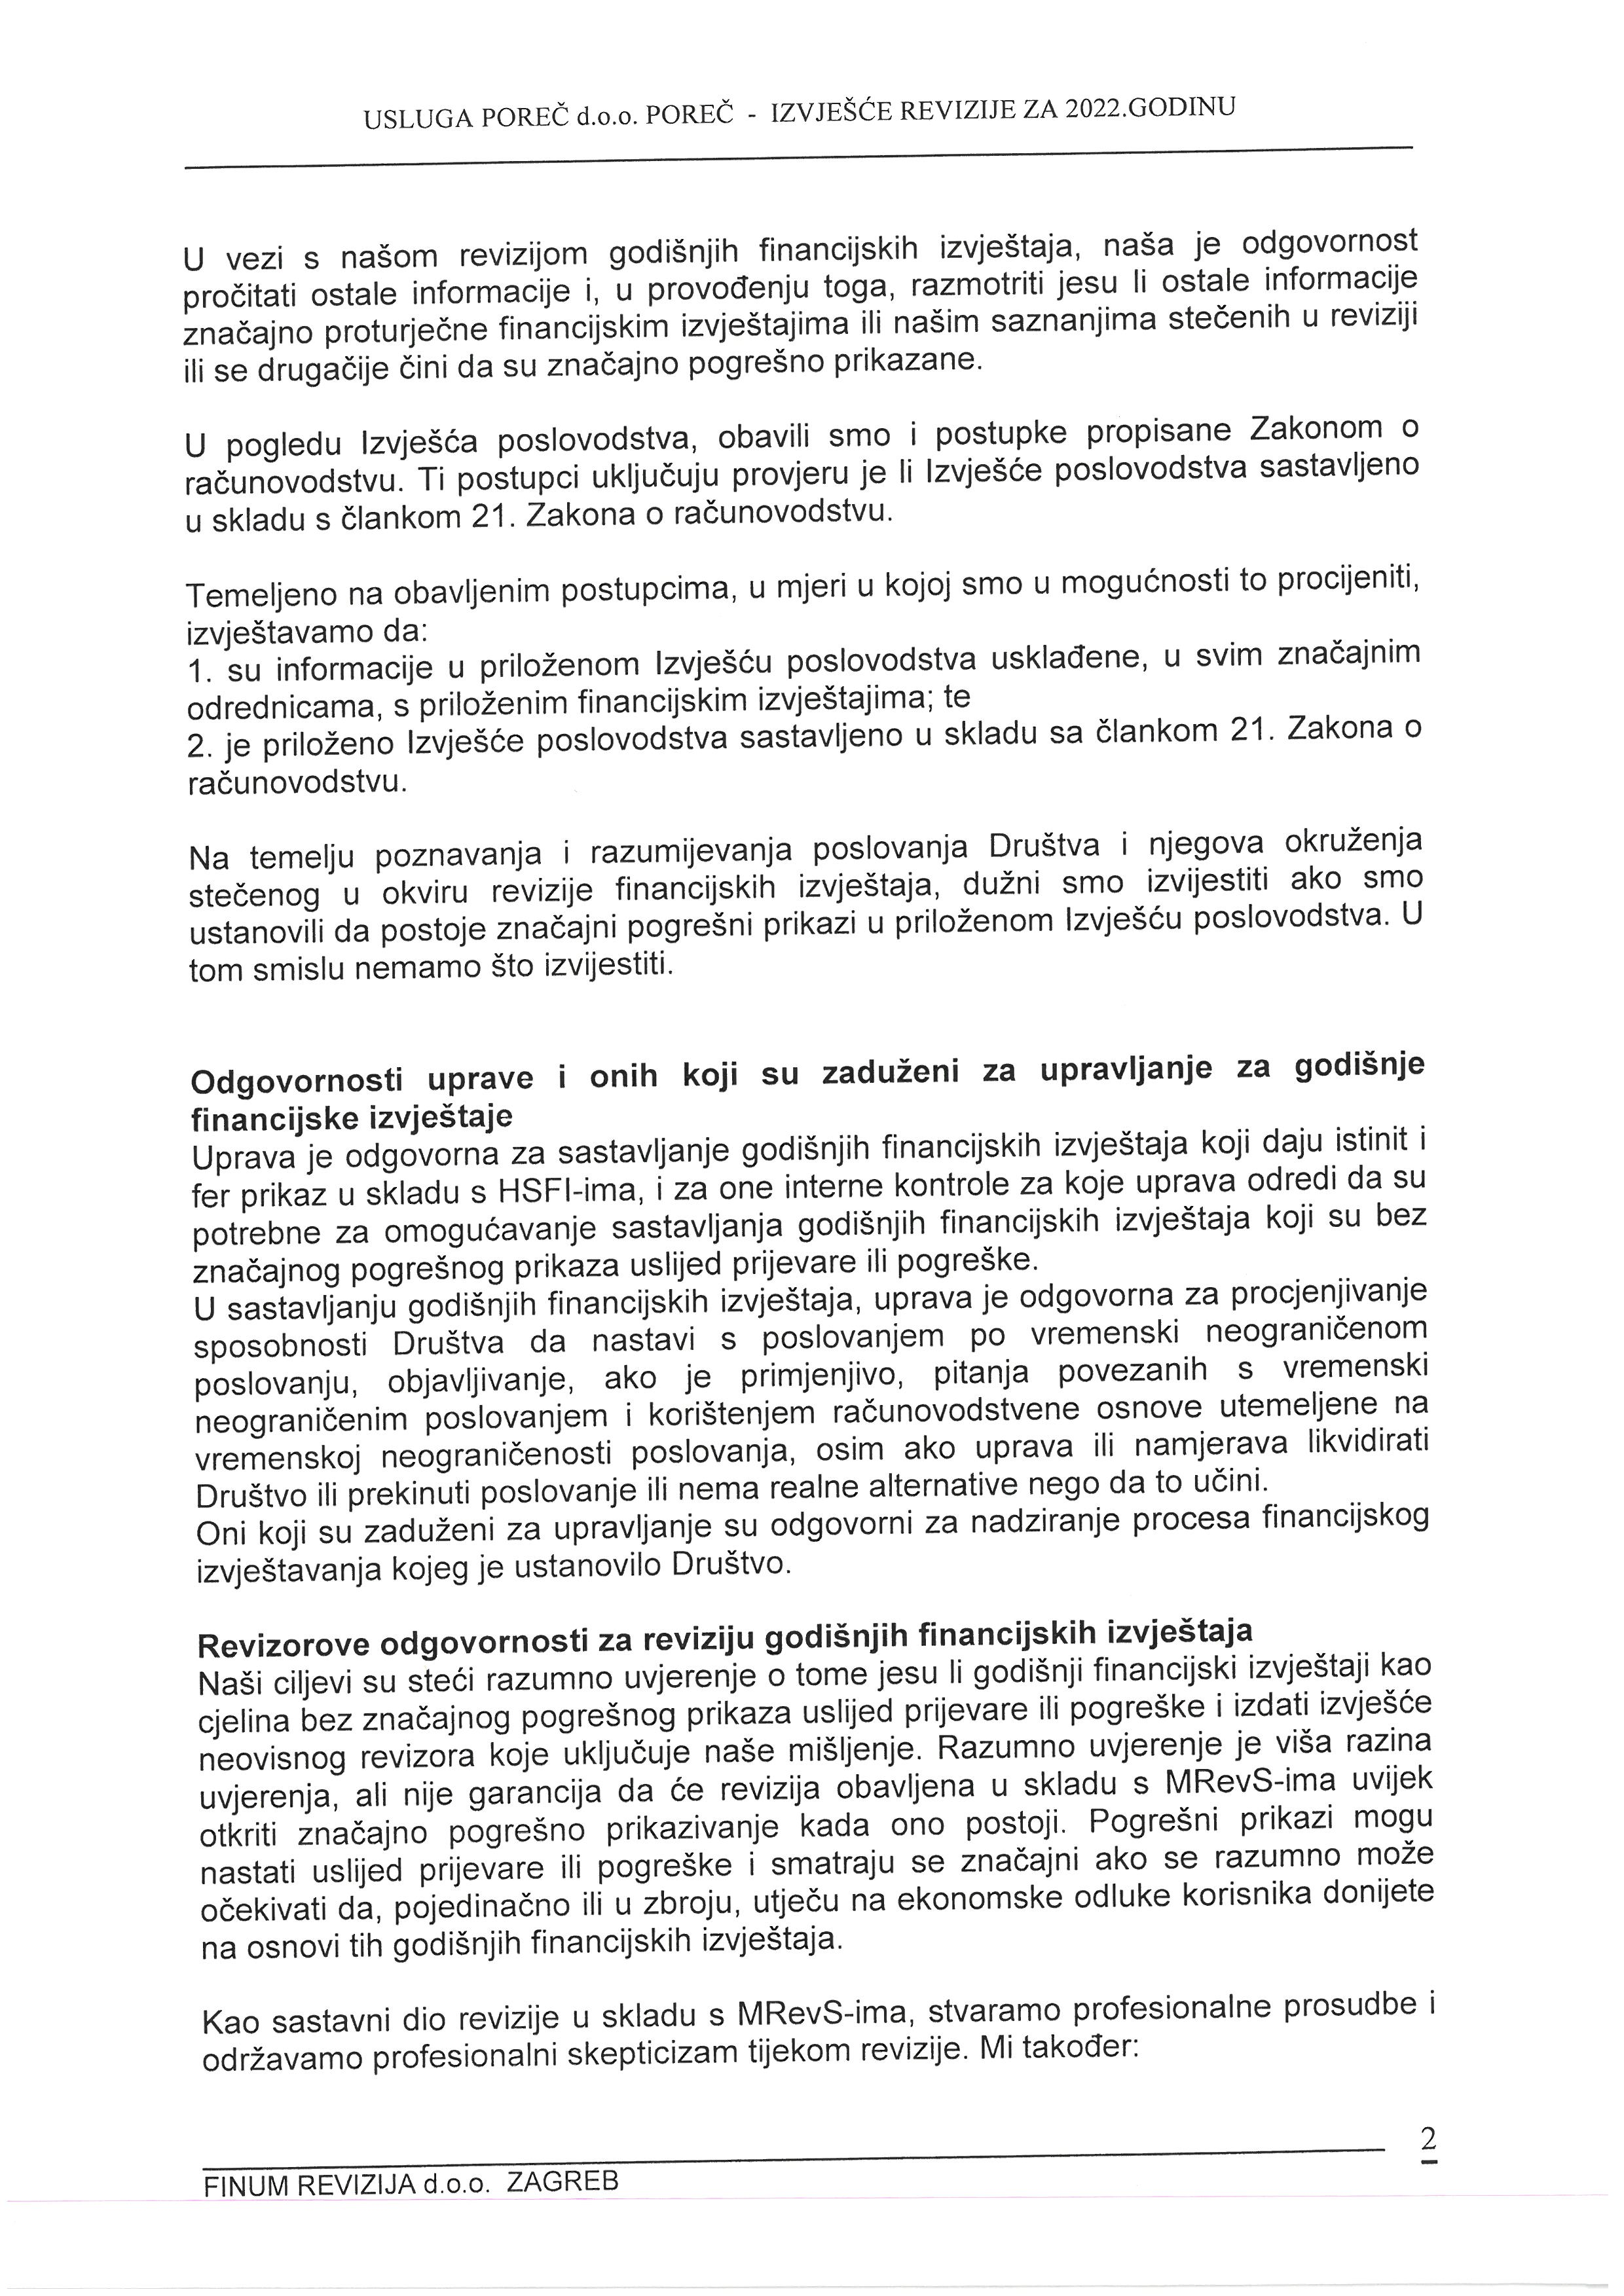 USLUGA POREČ d.o.o. POREČ - IZVJEŠĆE REVIZIJE ZA 2022.GODINU
U vezi s našom revizijom godišnjih financijskih izvještaja, naša je odgovornost
pročitati ostale informacije i, u provođenju toga, razmotriti jesu li ostale informacije
značajno proturječne financijskim izvještajima ili našim saznanjima stečenih u reviziji
ili se drugačije čini da su značajno pogrešno prikazane.
U pogledu Izvješća poslovodstva, obavili smo i postupke propisane Zakonom o
računovodstvu. Ti postupci uključuju provjeru je li Izvješće poslovodstva sastavljeno
u skladu s člankom 21. Zakona o računovodstvu.
Temeljeno na obavljenim postupcima, u mjeri u kojoj smo u mogućnosti to procijeniti,
izvještavamo da:
1. su informacije u priloženom Izvješću poslovodstva usklađene, u svim značajnim
odrednicama, s priloženim financijskim izvještajima; te
2. je priloženo Izvješće poslovodstva sastavljeno u skladu sa člankom 21. Zakona o
računovodstvu.
Na temelju poznavanja i razumijevanja poslovanja Društva i njegova okruženja
stečenog u okviru revizije financijskih izvještaja, dužni smo izvijestiti ako smo
ustanovili da postoje značajni pogrešni prikazi u priloženom Izvješću poslovodstva. U
tom smislu nemamo što izvijestiti.
Odgovornosti uprave i onih koji su zaduženi za upravljanje za godišnje
financijske izvještaje
Uprava je odgovorna za sastavljanje godišnjih financijskih izvještaja koji daju istinit i
fer prikaz u skladu s HSFI-ima, i za one interne kontrole za koje uprava odredi da su
potrebne za omogućavanje sastavljanja godišnjih financijskih izvještaja koji su bez
značajnog pogrešnog prikaza uslijed prijevare ili pogreške.
U sastavljanju godišnjih financijskih izvještaja, uprava je odgovorna za procjenjivanje
sposobnosti Društva da nastavi s poslovanjem po vremenski neograničenom
poslovanju, objavljivanje, ako je primjenjivo, pitanja povezanih s vremenski
neograničenim poslovanjem i korištenjem računovodstvene osnove utemeljene na
vremenskoj neograničenosti poslovanja, osim ako uprava ili namjerava likvidirati
Društvo ili prekinuti poslovanje ili nema realne alternative nego da to učini.
Oni koji su zaduženi za upravljanje su odgovorni za nadziranje procesa financijskog
izvještavanja kojeg je ustanovilo Društvo.
Revizorove odgovornosti za reviziju godišnjih financijskih izvještaja
Naši ciljevi su steći razumno uvjerenje o tome jesu li godišnji financijski izvještaji kao
cjelina bez značajnog pogrešnog prikaza uslijed prijevare ili pogreške i izdati izvješće
neovisnog revizora koje uključuje naše mišljenje. Razumno uvjerenje je viša razina
uvjerenja, ali nije garancija da će revizija obavljena u skladu s MRevS-ima uvijek
otkriti značajno pogrešno prikazivanje kada ono postoji. Pogrešni prikazi mogu
nastati uslijed prijevare ili pogreške i smatraju se značajni ako se razumno može
očekivati da, pojedinačno ili u zbroju, utječu na ekonomske odluke korisnika donijete
na osnovi tih godišnjih financijskih izvještaja.
Kao sastavni dio revizije u skladu s MRevS-ima, stvaramo profesionalne prosudbe i
održavamo profesionalni skepticizam tijekom revizije. Mi također:
2
FINUM REVIZIJA d.o.o. ZAGREB